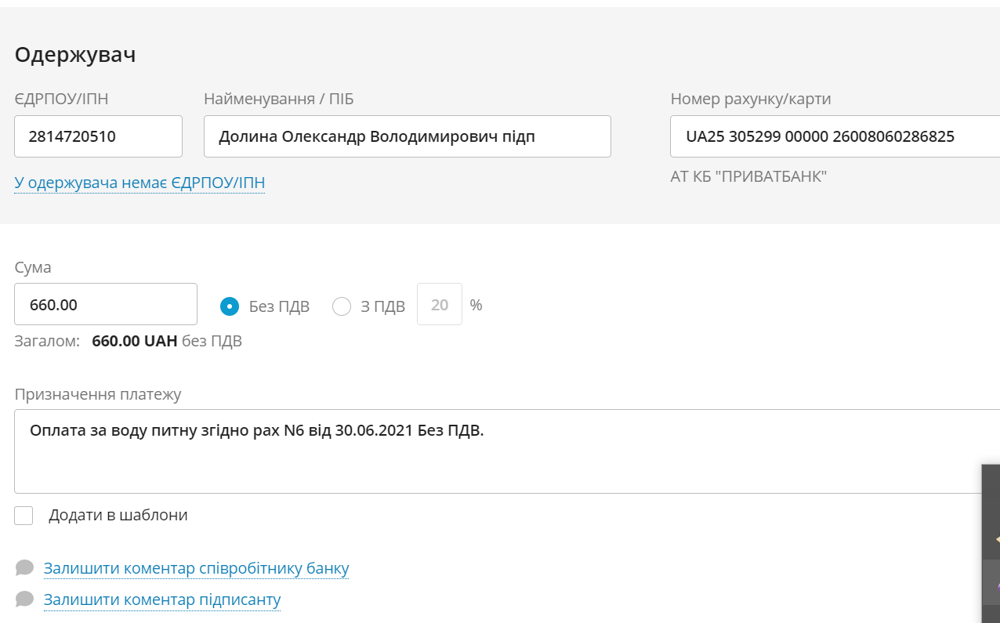 Одержувач
ЄДРПОУ/ІПН Найменування / ПІБ Номер рахунку/карти
2814720510 Долина Олександр Володимирович підп UA25 305299 00000 26008060286825
У одержувача немає ЄДРПОУ/ІПН АТ КБ "ПРИВАТБАНК"
Сума
660.00 Без ПДВ З ПДВ 20 %
Загалом: 660.00 UAH без ПДВ
Призначення платежу
Оплата за воду питну згідно рах N6 від 30.06.2021 Без ПДВ.
Додати в шаблони
Залишити коментар співробітнику банку
Залишити коментар підписанту